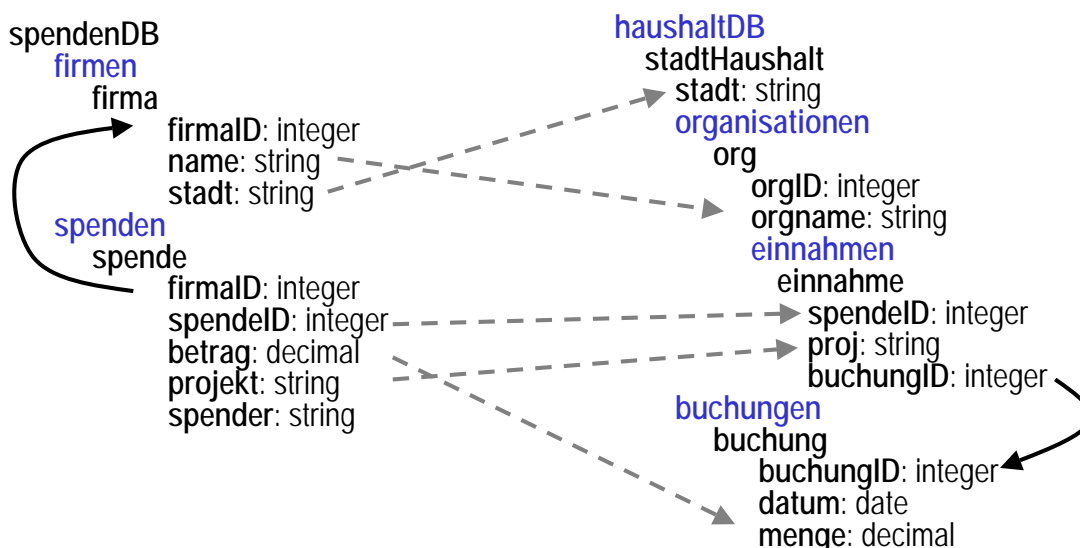 spendenDB
firmen
firma
firmaID: integer
name: string
stadt: string
spenden
spende
firmaID: integer
spendeID: integer
betrag: decimal
projekt: string
spender: string
haushaltDB
stadtHaushalt
stadt: string
organisationen
org
orgID: integer
orgname: string
einnahmen
einnahme
spendeID: integer
proj: string
buchungID: integer
buchungen
buchung
buchungID: integer
datum: date
menge: decimal